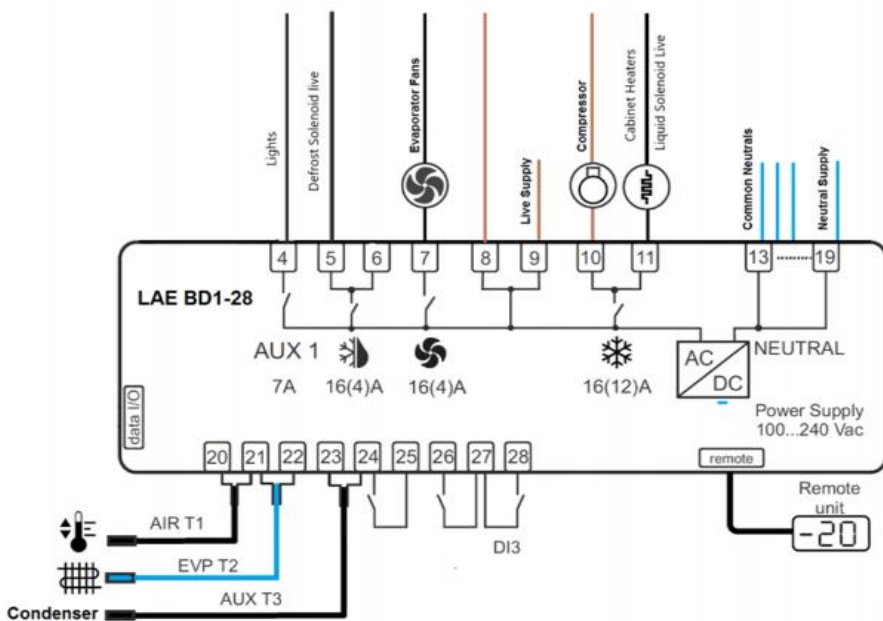 Lights
Defrost Solenoid live
Evaporator Fans
Live Supply
Compressor
Cabinet Heaters
Liquid Solenoid Live
Common Neutrals
Neutral Supply
4 5 6 7 8 9 10 11 13 19
LAE BD1-28
AUX 1
7A
16(4)A
16(4)A
16(12)A
AC
DC
NEUTRAL
Power Supply
100...240 Vac
data I/O
remote
20 21 22 23 24 25 26 27 28
AIR T1
EVP T2
AUX T3
Condenser
DI3
Remote
unit
-20